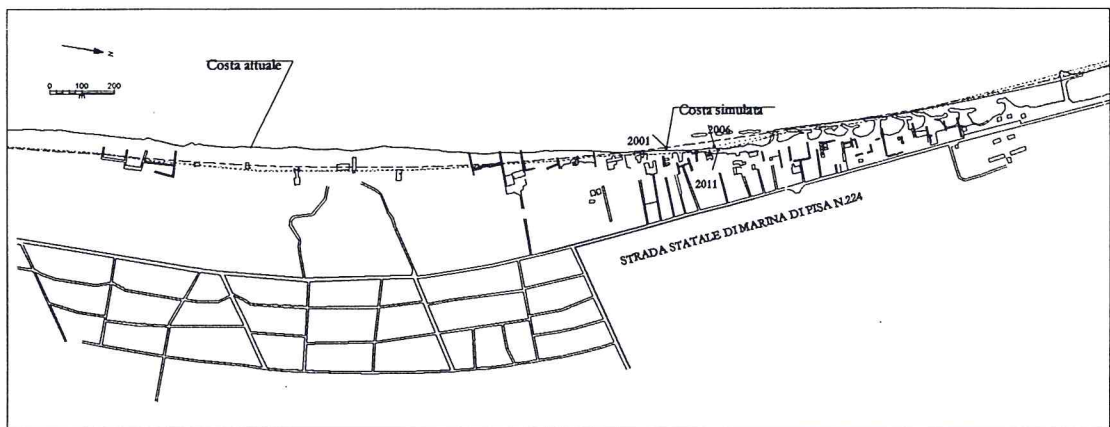 N
Costa attuale
0 100 200
m
Costa simulata
2001
2006
2011
STRADA STATALE DI MARINA DI PISA N.224